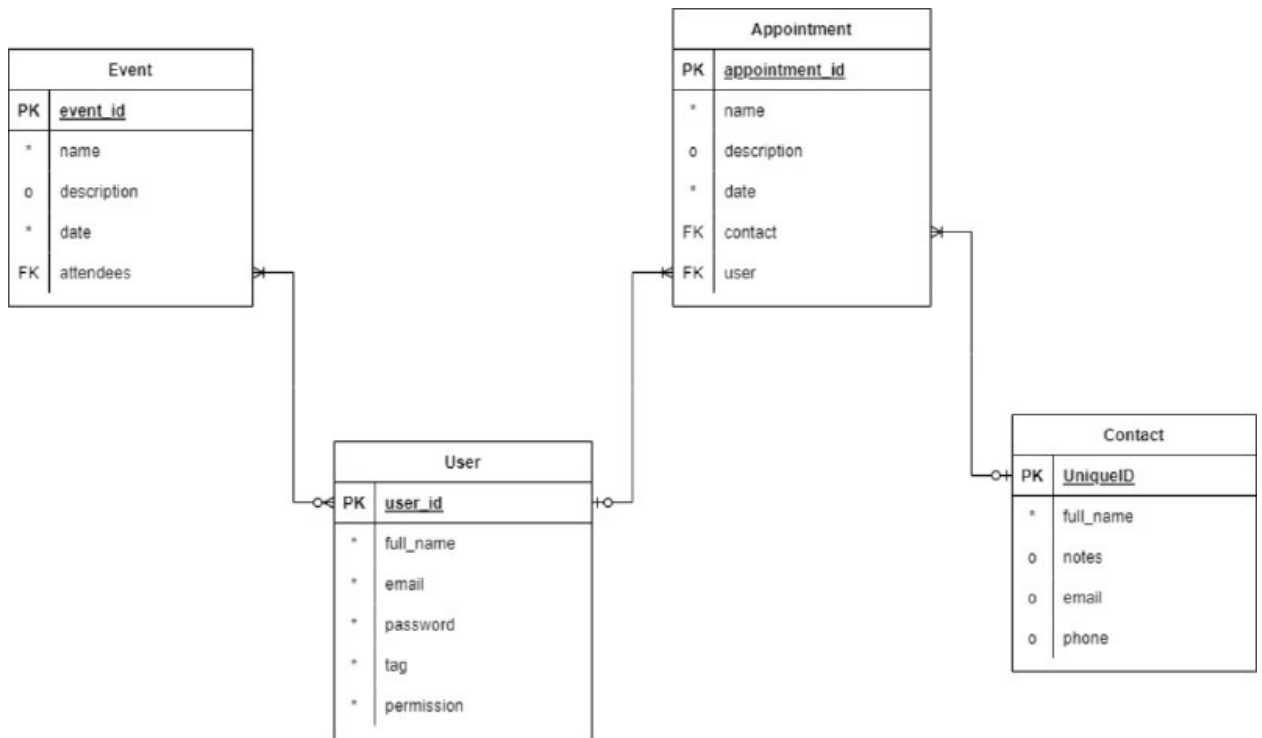 Event
PK event_id
* name
o description
* date
FK attendees
Appointment
PK appointment_id
* name
o description
* date
FK contact
FK user
User
PK user_id
* full_name
* email
* password
* tag
* permission
Contact
PK UniqueID
* full_name
o notes
o email
o phone